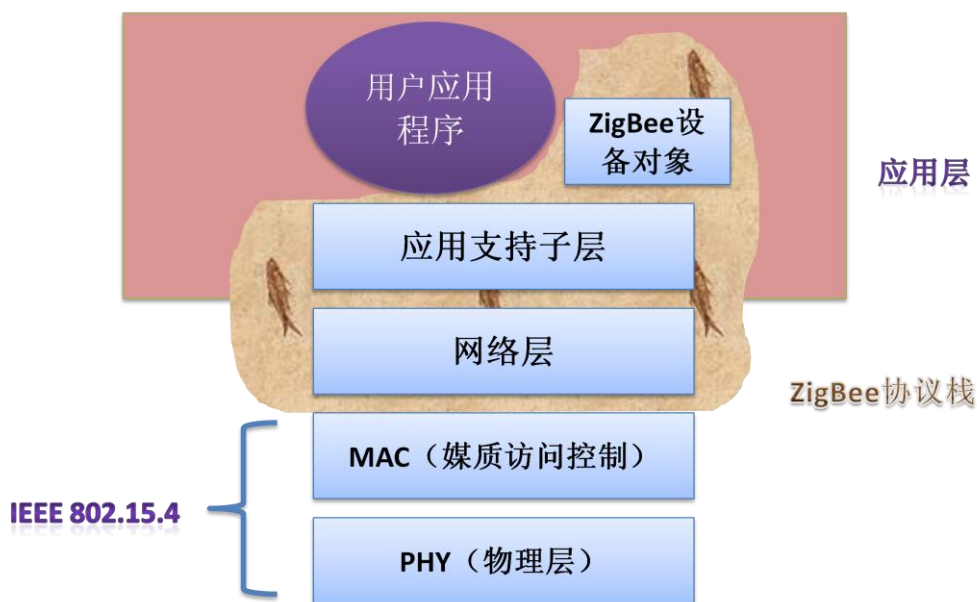 用户应用
程序
ZigBee设
备对象
应用层
应用支持子层
网络层
ZigBee协议栈
MAC（媒质访问控制）
IEEE 802.15.4
PHY（物理层）